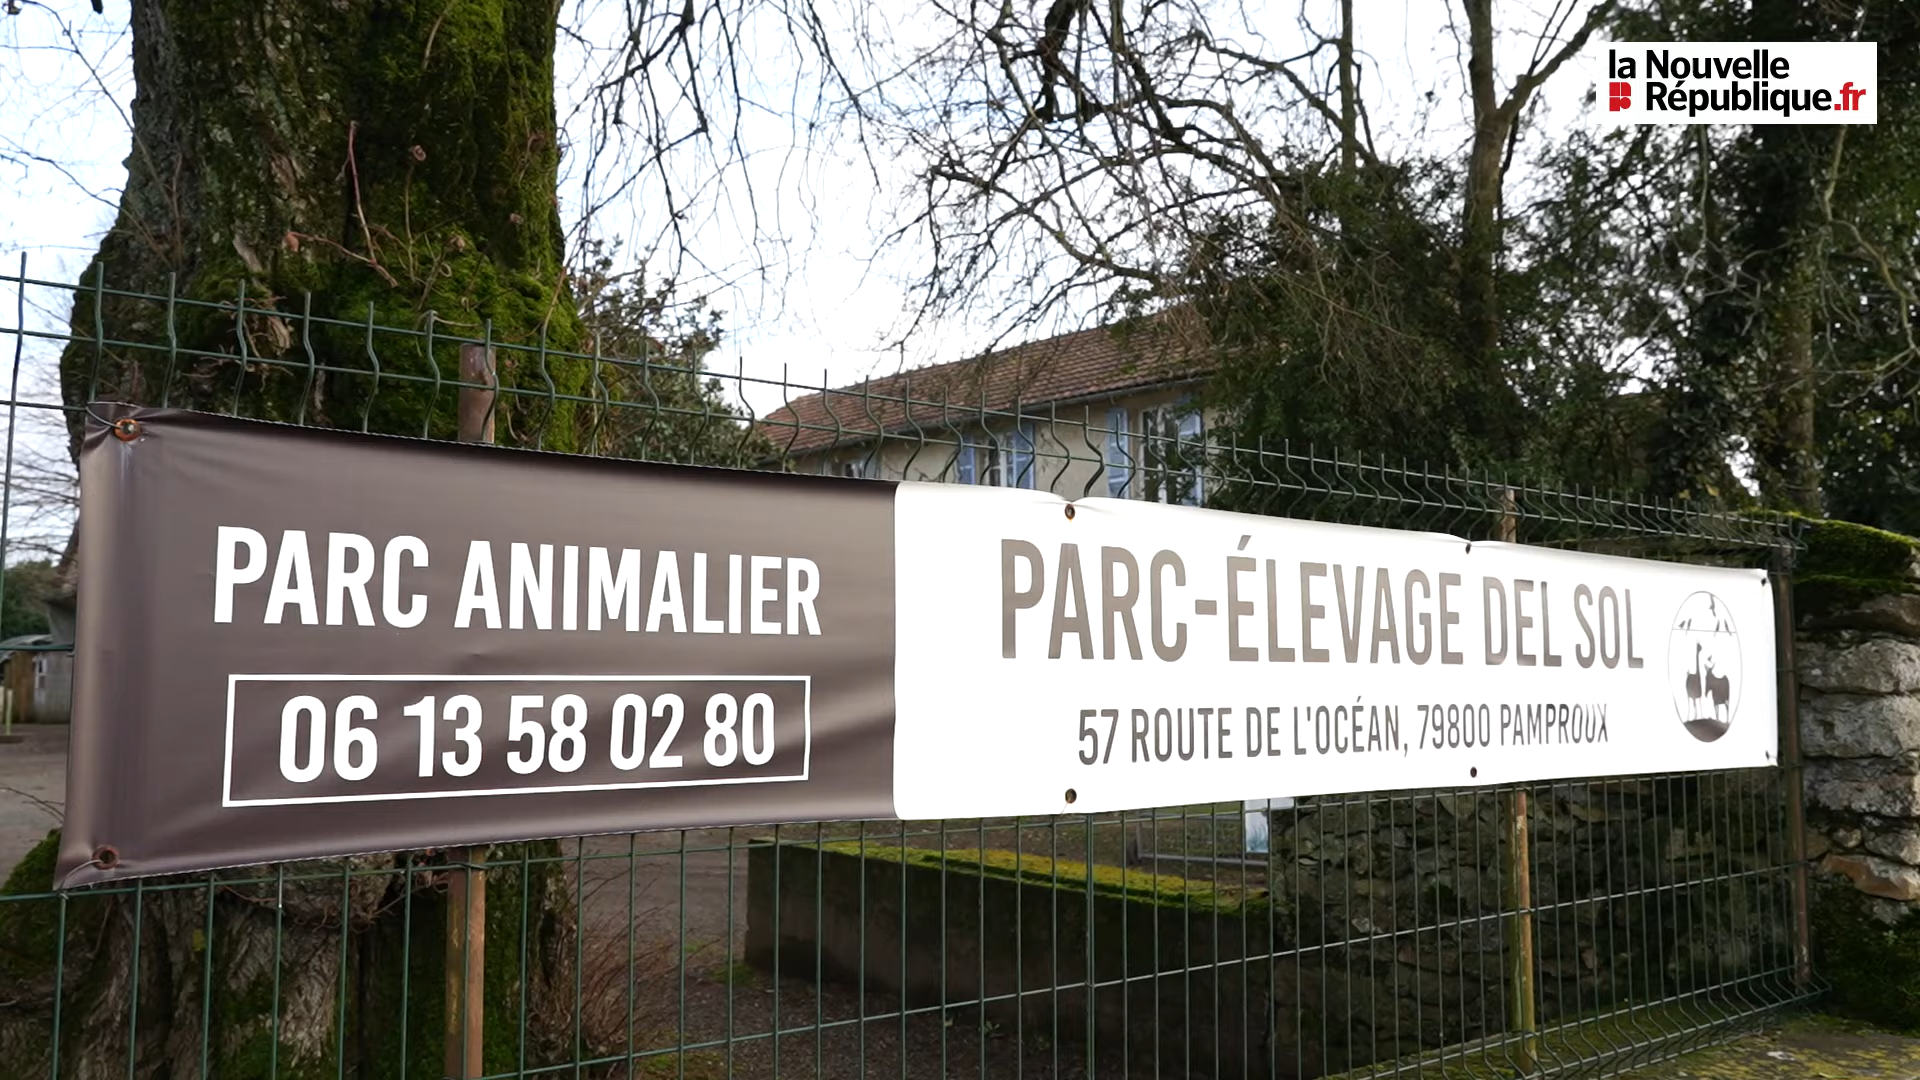 la Nouvelle
République.fr
PARC ANIMALIER
06 13 58 02 80
PARC-ÉLEVAGE DEL SOL
57 ROUTE DE L'OCÉAN, 79800 PAMPROUX